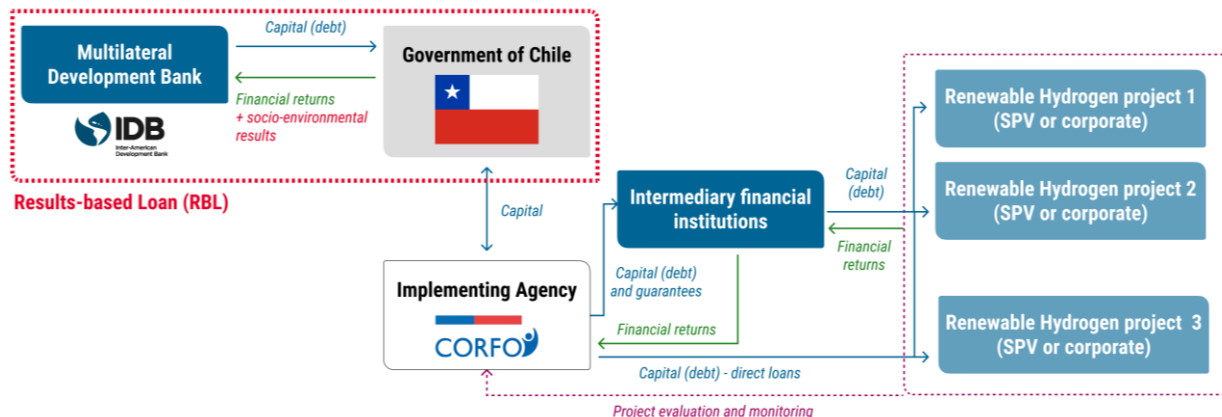 Multilateral
Development Bank
Capital (debt)
Government of Chile
Financial returns
+ socio-environmental
results
IDB
Inter-American
Development Bank
Results-based Loan (RBL)
Capital
Intermediary financial
institutions
Capital
(debt)
Financial
returns
Renewable Hydrogen project 1
(SPV or corporate)
Renewable Hydrogen project 2
(SPV or corporate)
Renewable Hydrogen project 3
(SPV or corporate)
Implementing Agency
CORFO
Capital (debt)
and guarantees
Financial returns
Capital (debt) - direct loans
Project evaluation and monitoring